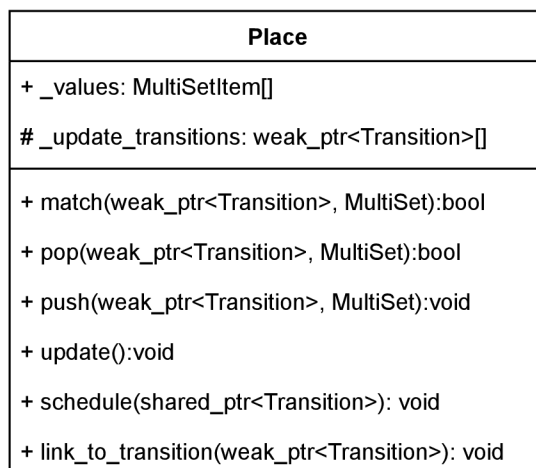 Place
+ _values: MultiSetItem[]
# _update_transitions: weak_ptr<Transition>[]
+ match(weak_ptr<Transition>, MultiSet):bool
+ pop(weak_ptr<Transition>, MultiSet):bool
+ push(weak_ptr<Transition>, MultiSet):void
+ update():void
+ schedule(shared_ptr<Transition>): void
+ link_to_transition(weak_ptr<Transition>): void